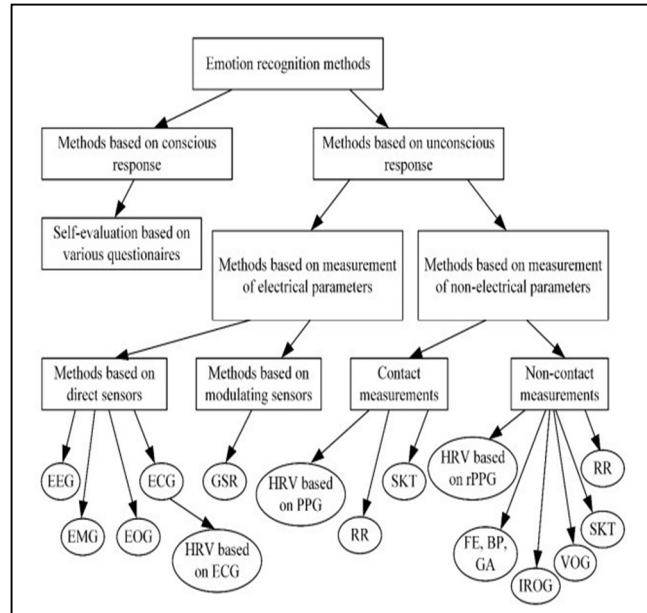 Emotion recognition methods
Methods based on conscious
response
Methods based on unconscious
response
Self-evaluation based on
various questionaires
Methods based on measurement
of electrical parameters
Methods based on measurement
of non-electrical parameters
Methods based on
direct sensors
Methods based on
modulating sensors
Contact
measurements
Non-contact
measurements
EEG
EMG
EOG
ECG
HRV based
on ECG
GSR
HRV based
on PPG
RR
SKT
HRV based
on rPPG
FE, BP,
GA
IROG
VOG
SKT
RR